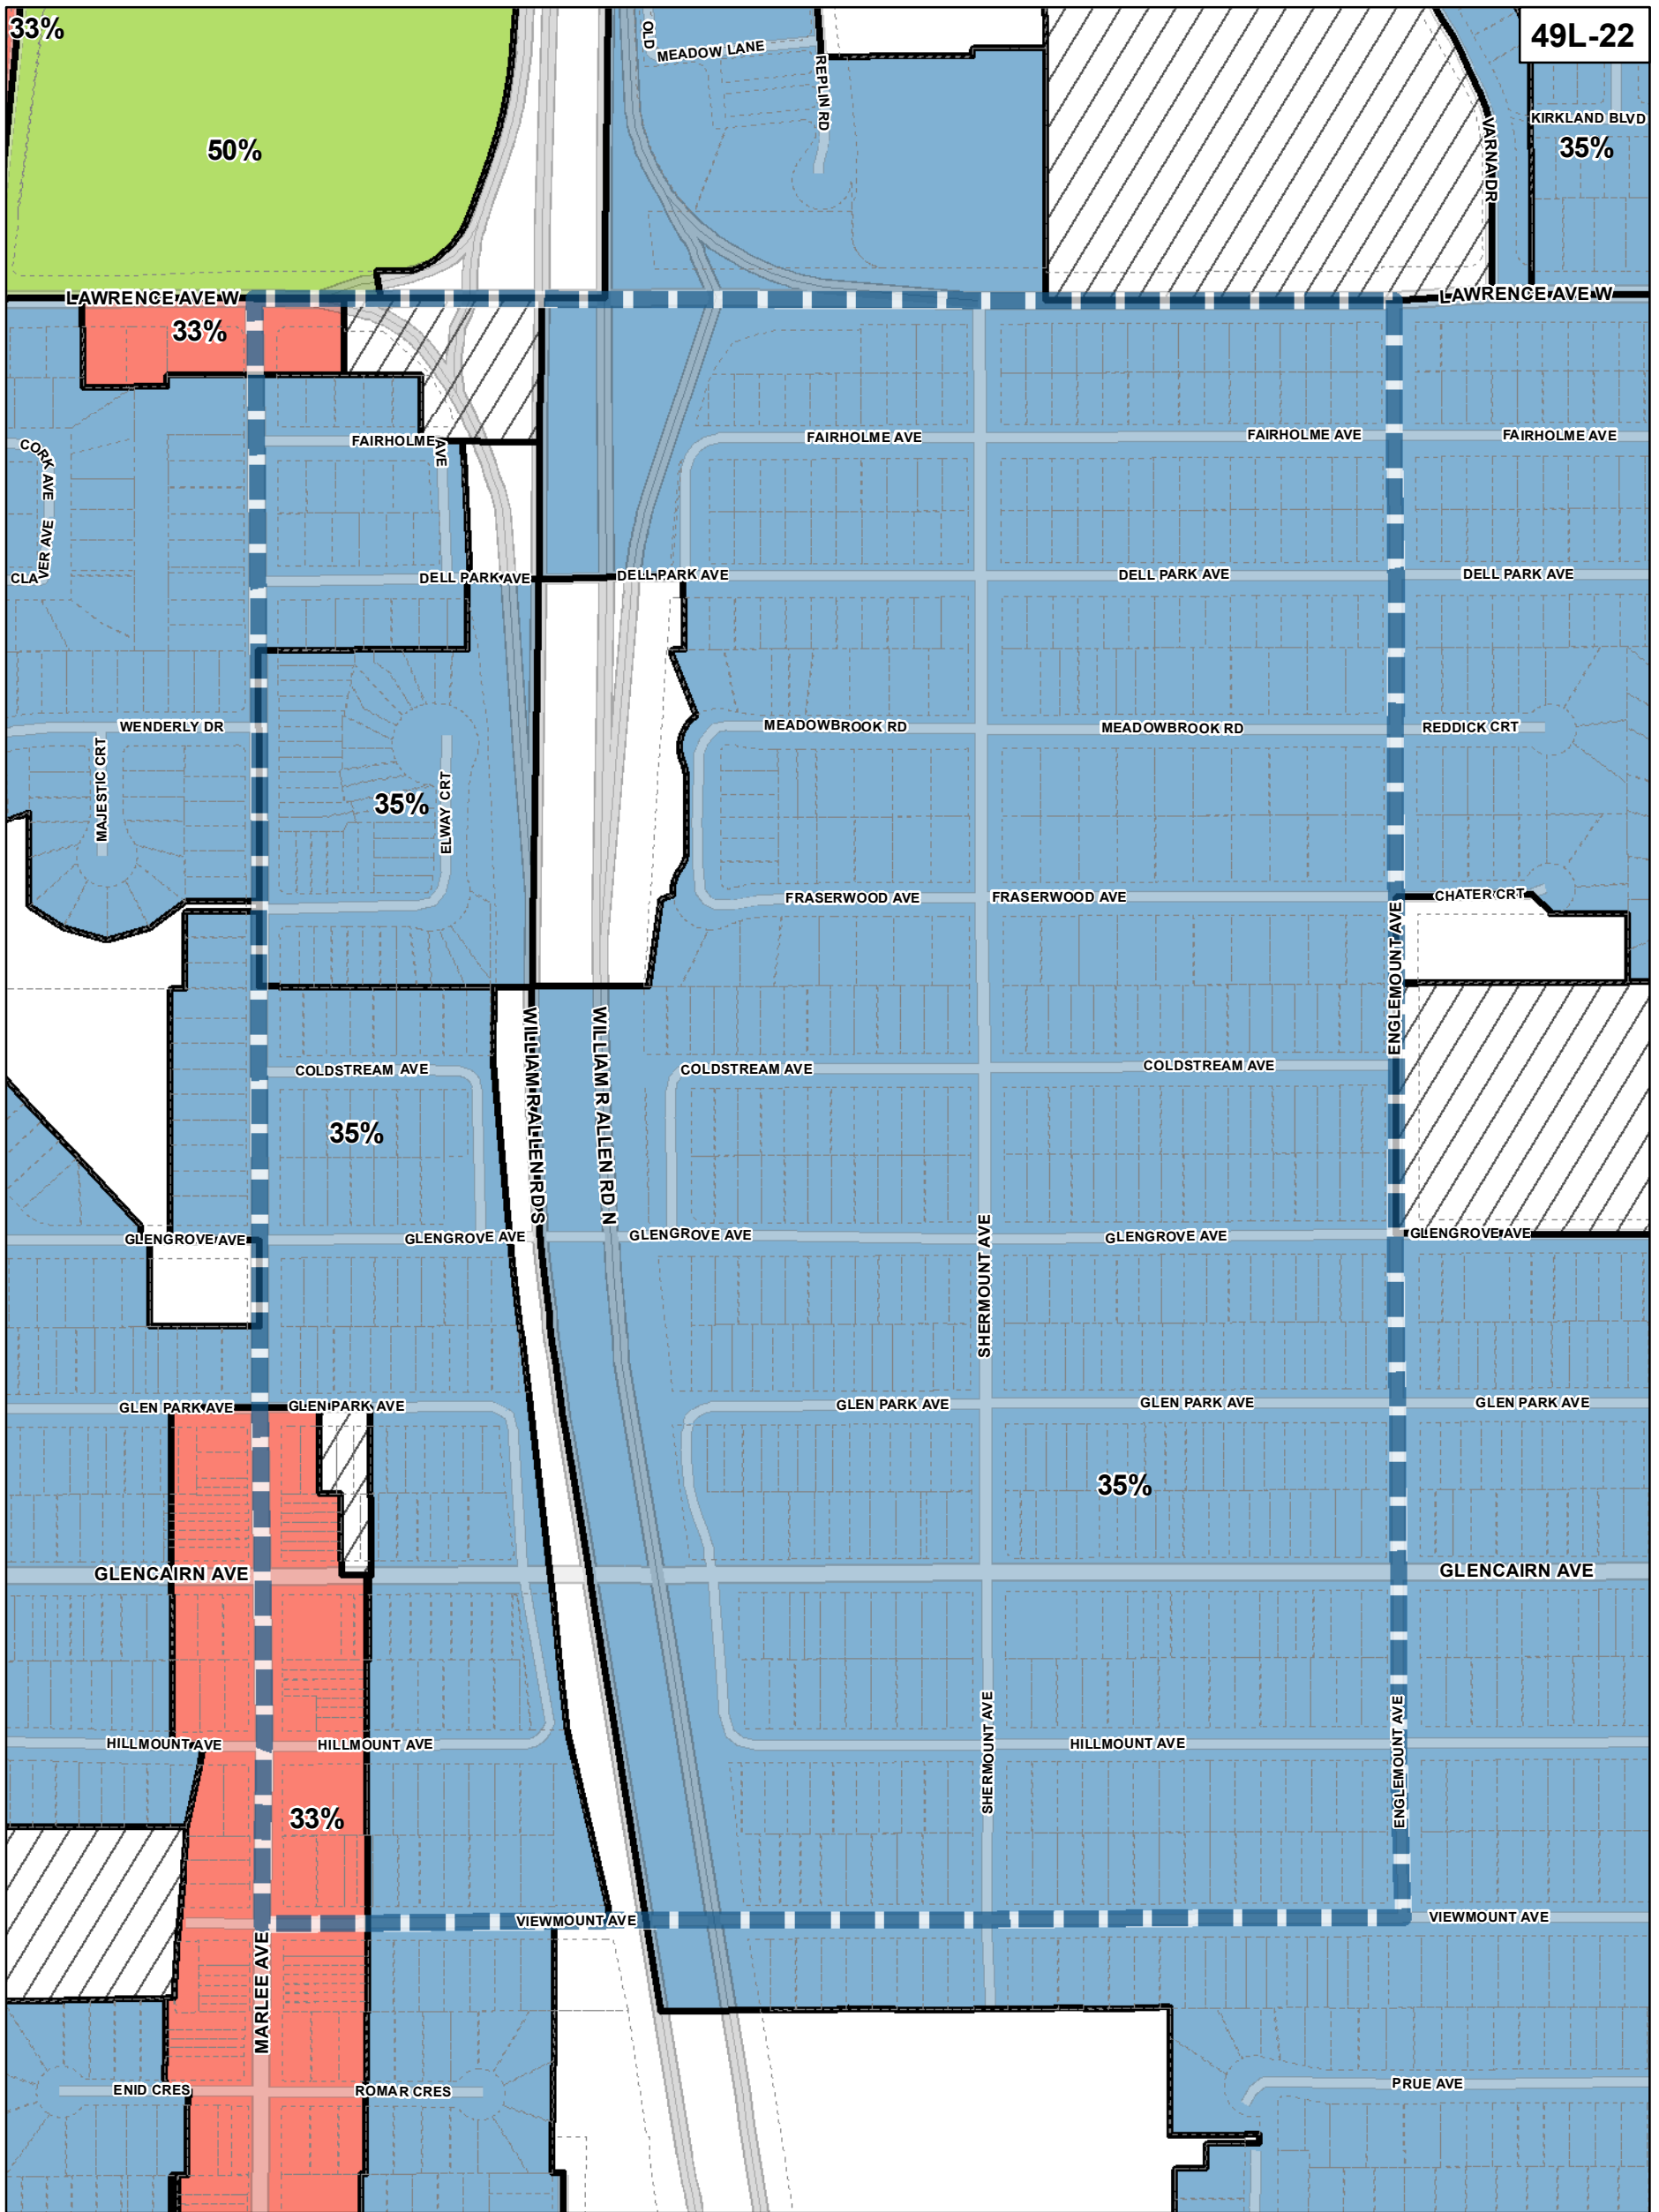 33%
49L-22
OLD
MEADOW LANE
REPLIN RD
KIRKLAND BLVD
35%
VARNA DR
50%
LAWRENCE AVE W
LAWRENCE AVE W
33%
FAIRHOLME
AVE
FAIRHOLME AVE
FAIRHOLME AVE
FAIRHOLME AVE
CORK AVE
CLAVER AVE
DELL PARK AVE
DELL PARK AVE
DELL PARK AVE
DELL PARK AVE
WENDERLY DR
MEADOWBROOK RD
MEADOWBROOK RD
REDDICK CRT
MAJESTIC CRT
35%
ELWAY CRT
FRASERWOOD AVE
FRASERWOOD AVE
CHATER CRT
ENGLEMOUNT AVE
WILLIAM R ALLEN RD S
WILLIAM R ALLEN RD N
COLDSTREAM AVE
COLDSTREAM AVE
COLDSTREAM AVE
35%
GLENGROVE AVE
GLENGROVE AVE
GLENGROVE AVE
GLENGROVE AVE
GLENGROVE AVE
SHERMOUNT AVE
GLEN PARK AVE
GLEN PARK AVE
GLEN PARK AVE
GLEN PARK AVE
GLEN PARK AVE
35%
GLENCAIRN AVE
GLENCAIRN AVE
HILLMOUNT AVE
HILLMOUNT AVE
HILLMOUNT AVE
SHERMOUNT AVE
ENGLEMOUNT AVE
33%
VIEWMOUNT AVE
VIEWMOUNT AVE
MARLEE AVE
ENID CRES
ROMAR CRES
PRUE AVE